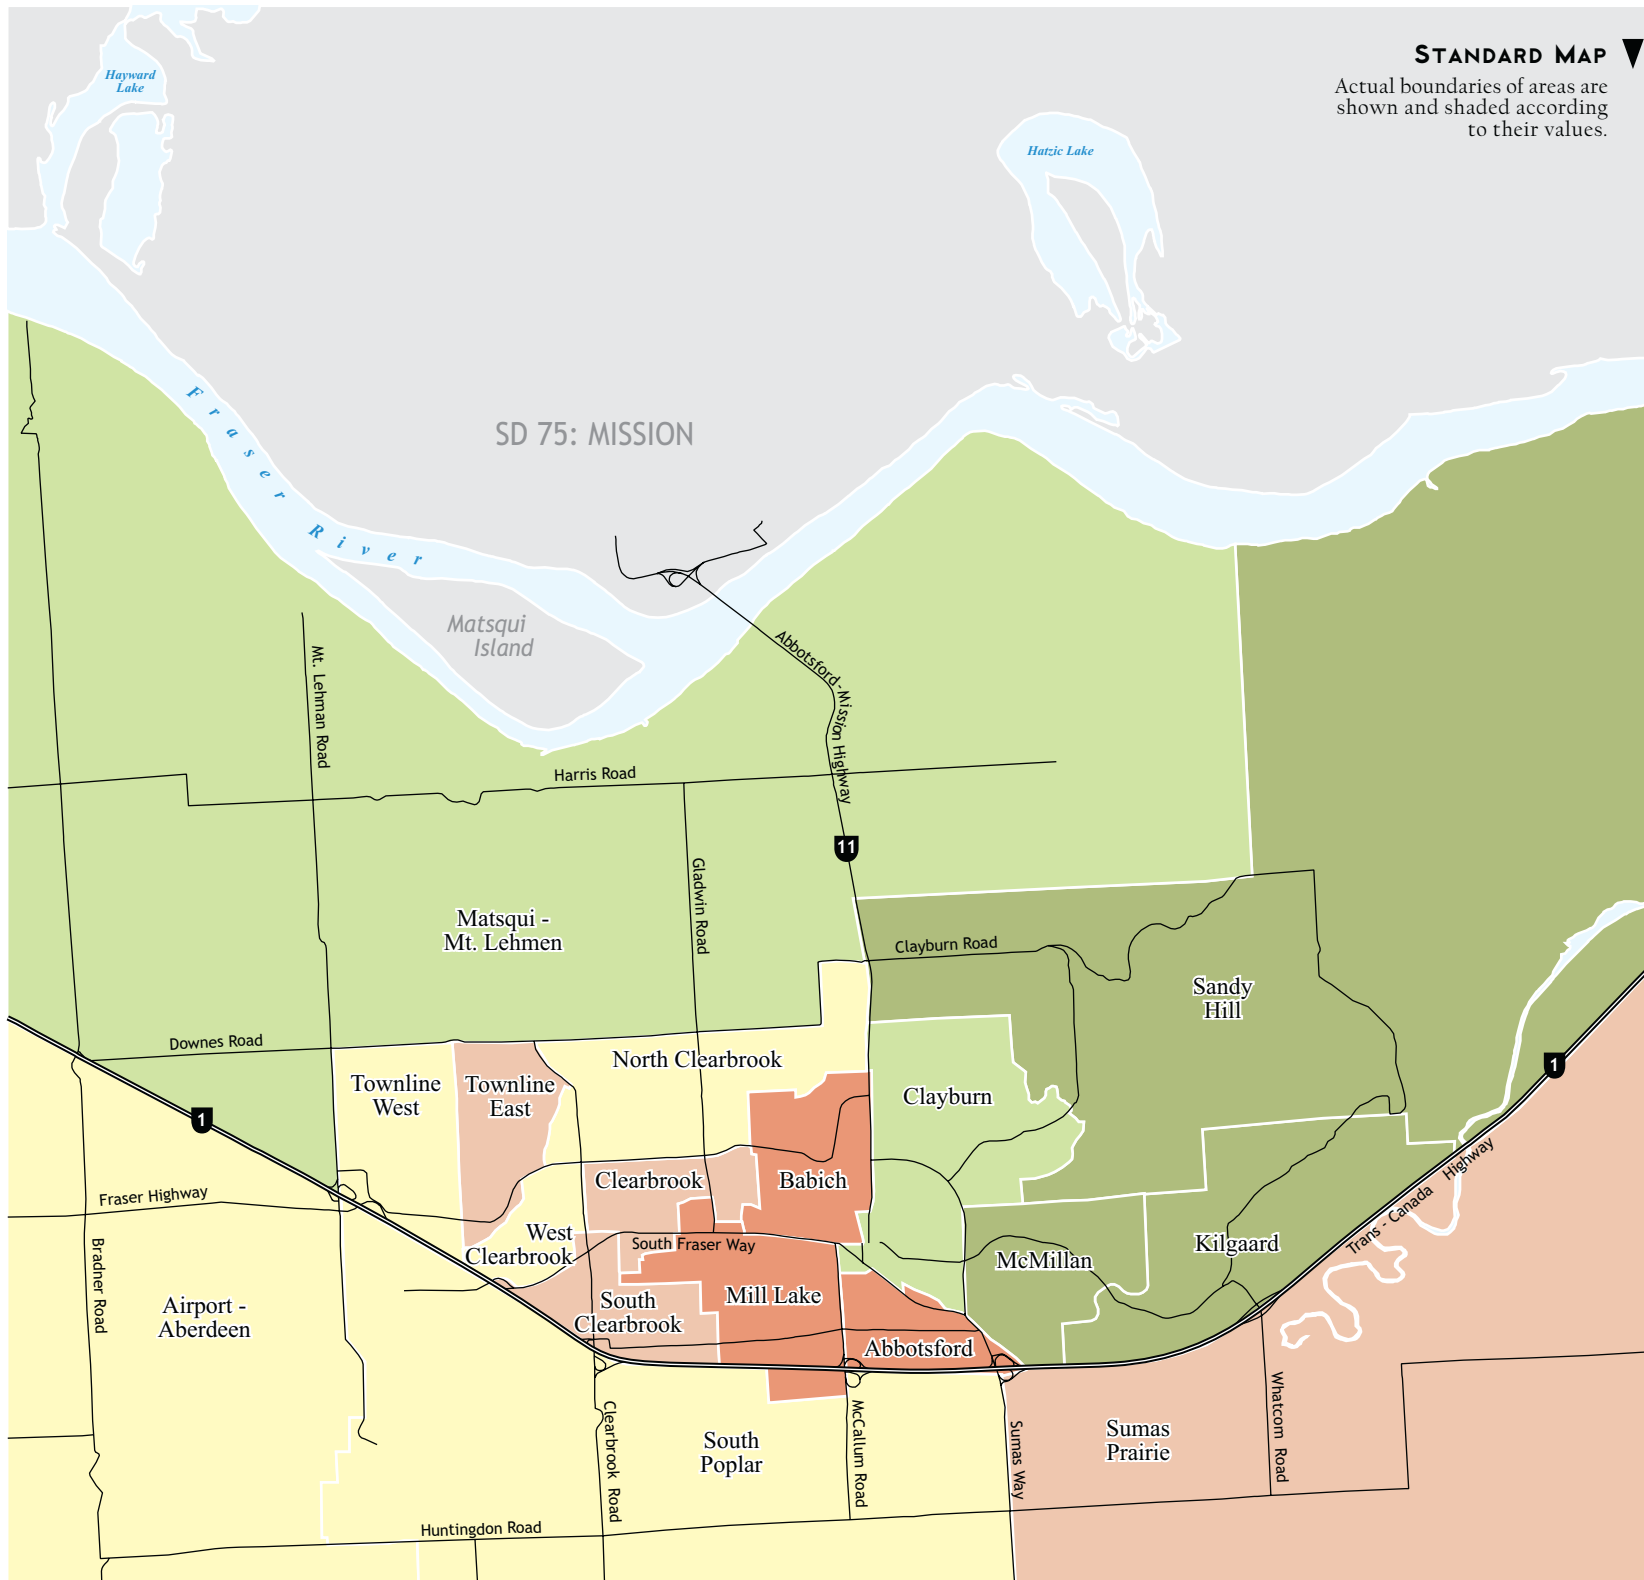 STANDARD MAP
Actual boundaries of areas are
shown and shaded according
to their values.
Hayward
Lake
Hatzic Lake
Fraser River
SD 75: MISSION
Matsqui
Island
Abbotsford-Mission Highway
Mt. Lehman Road
Harris Road
11
Gladwin Road
Matsqui -
Mt. Lehmen
Clayburn Road
Sandy
Hill
Downes Road
North Clearbrook
1
Townline
West
Townline
East
Clayburn
1
Clearbrook
Babich
Fraser Highway
Trans - Canada Highway
West
Clearbrook
South Fraser Way
McMillan
Kilgaard
Bradner Road
Airport -
Aberdeen
South
Clearbrook
Mill Lake
Abbotsford
Clearbrook Road
South
Poplar
McCallum Road
Sumas Way
Sumas
Prairie
Whatcom Road
Huntingdon Road